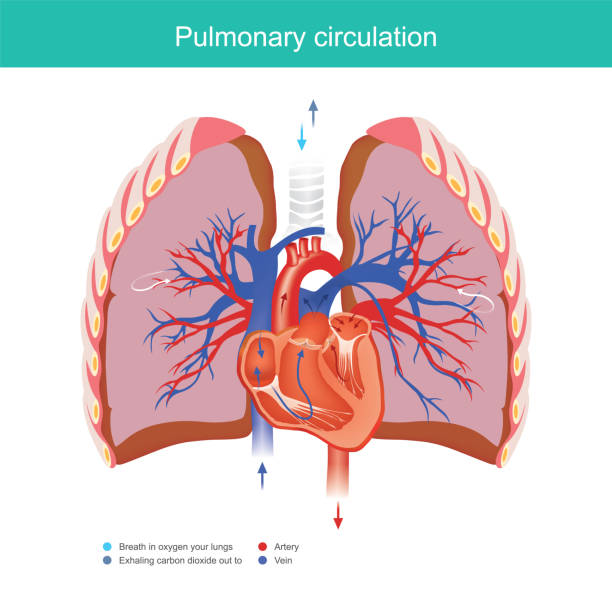 Pulmonary circulation
Breath in oxygen your lungs
Exhaling carbon dioxide out to
Artery
Vein